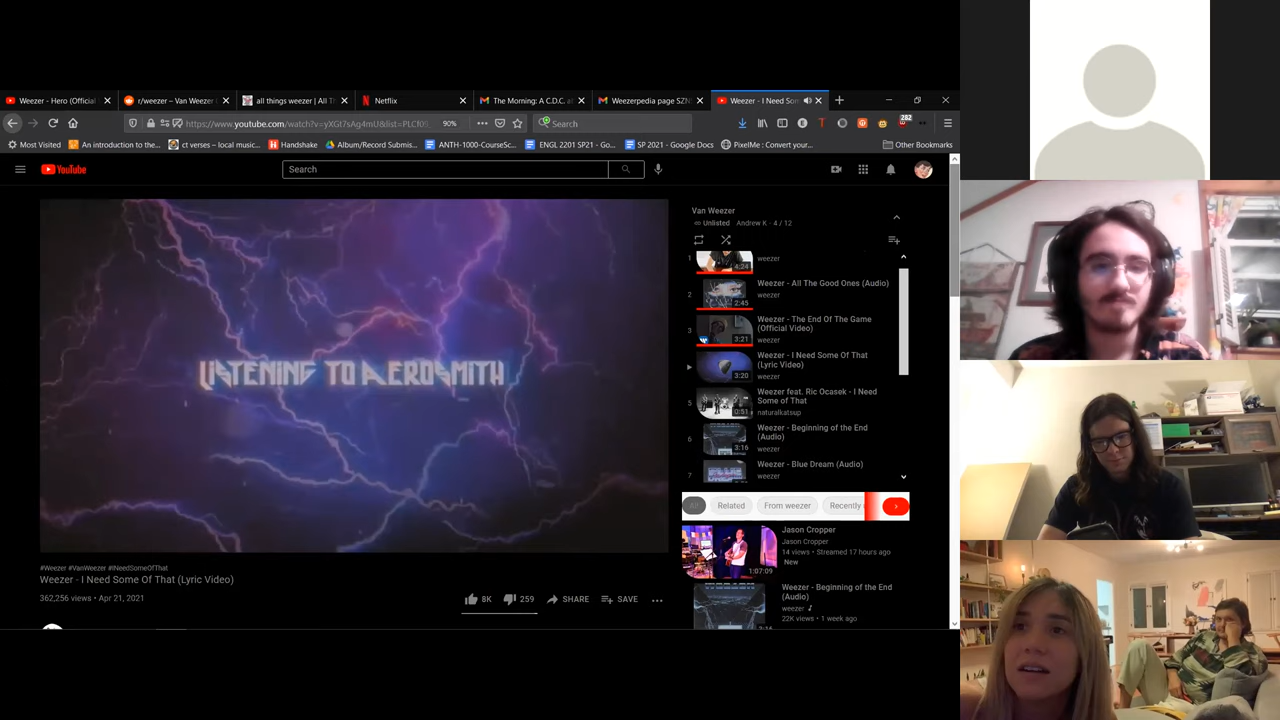 Weezer - Hero (Official
r/weezer – Van Weezer
all things weezer | All Th
Netflix
The Morning: A C.D.C. at
Weezerpedia page SZN
Weezer - I Need Som
https://www.youtube.com/watch?v=yXGt7sAg4mU&list=PLCf09
90%
Search
282
Most Visited
An introduction to the...
ct verses – local music...
Handshake
Album/Record Submis...
ANTH-1000-CourseSc...
ENGL 2201 SP21 - G...
SP 2021 - Google Docs
PixelMe : Convert your...
Other Bookmarks
YouTube
Search
LISTENING TO AEROSMITH
Van Weezer
Unlisted Andrew K · 4 / 12
1
4:24
weezer
2
2:45
Weezer - All The Good Ones (Audio)
weezer
3
3:21
Weezer - The End Of The Game
(Official Video)
weezer
3:20
Weezer - I Need Some Of That
(Lyric Video)
weezer
5
0:51
Weezer feat. Ric Ocasek - I Need
Some of That
naturalkatsup
6
3:16
Weezer - Beginning of the End
(Audio)
weezer
7
Weezer - Blue Dream (Audio)
weezer
All
Related
From weezer
Recently
Jason Cropper
Jason Cropper
14 views • Streamed 17 hours ago
New
1:07:09
Weezer - Beginning of the End
(Audio)
weezer
22K views • 1 week ago
#Weezer #VanWeezer #INeedSomeOfThat
Weezer - I Need Some Of That (Lyric Video)
362,256 views • Apr 21, 2021
8K
259
SHARE
SAVE